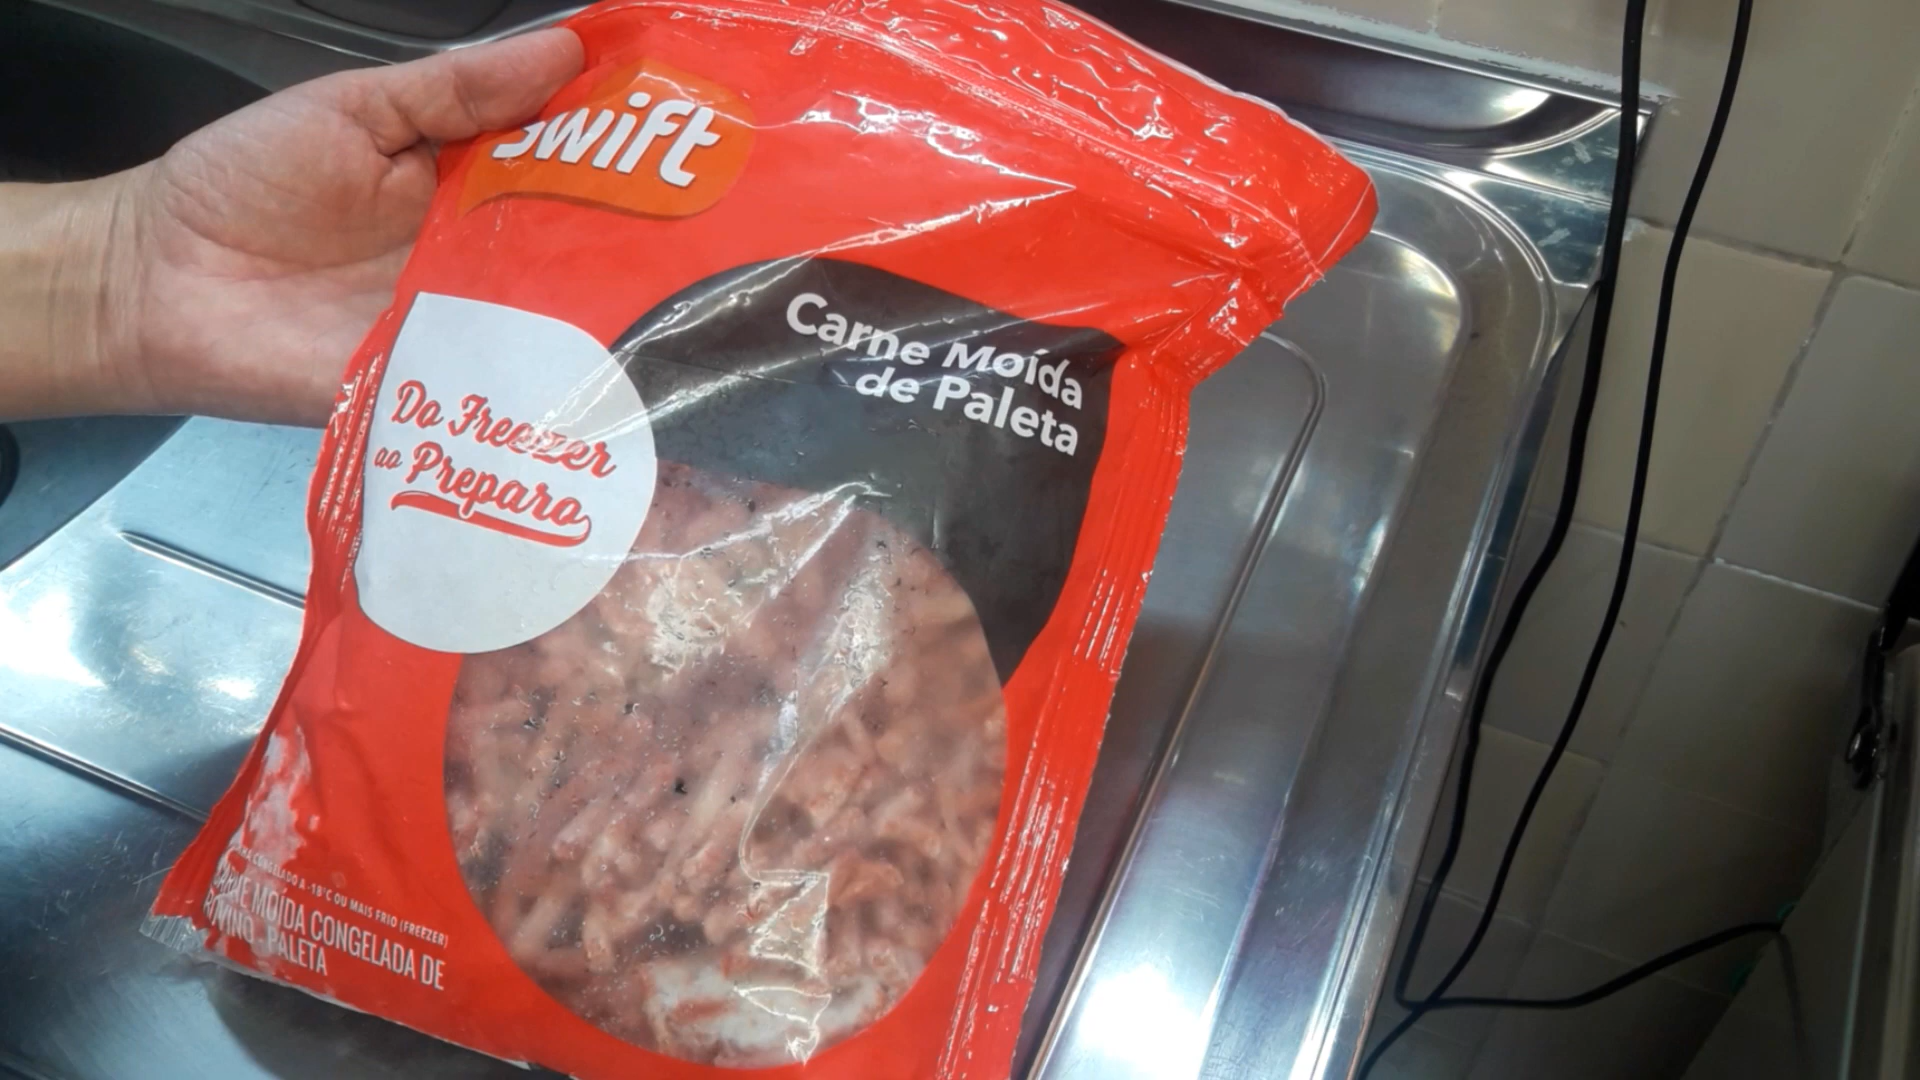 Swift
Carne Moída
de Paleta
Do Freezer
ao Preparo
CONGELADO A -18°C OU MAIS FRIO (FREEZER)
CARNE MOÍDA CONGELADA DE
BOVINO - PALETA